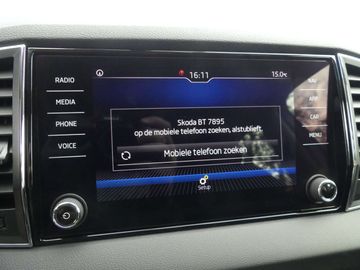 RADIO
MEDIA
PHONE
VOICE
16:11
15.0°C
Skoda BT 7895
op de mobiele telefoon zoeken, alstublieft.
Mobiele telefoon zoeken
Setup
NAV
APP
CAR
MENU